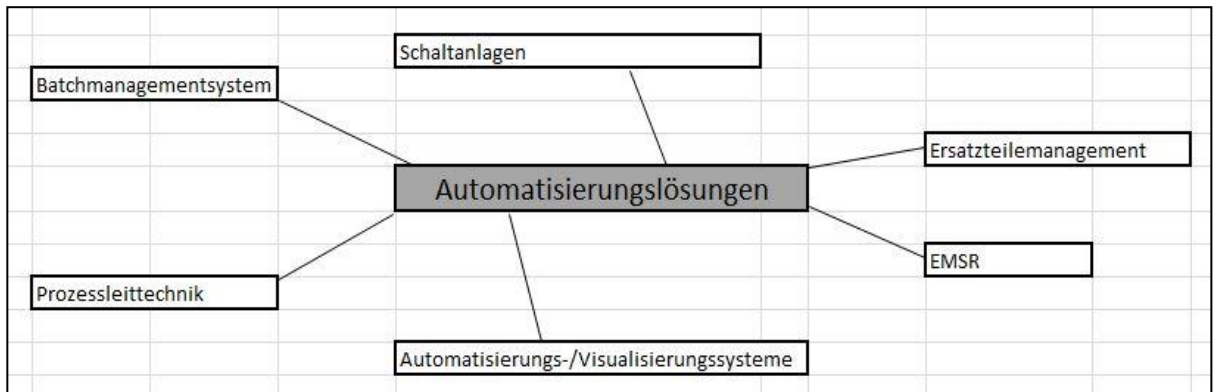 Schaltanlagen
Batchmanagementsystem
Ersatzteilemanagement
Automatisierungslösungen
EMSR
Prozessleittechnik
Automatisierungs-/Visualisierungssysteme